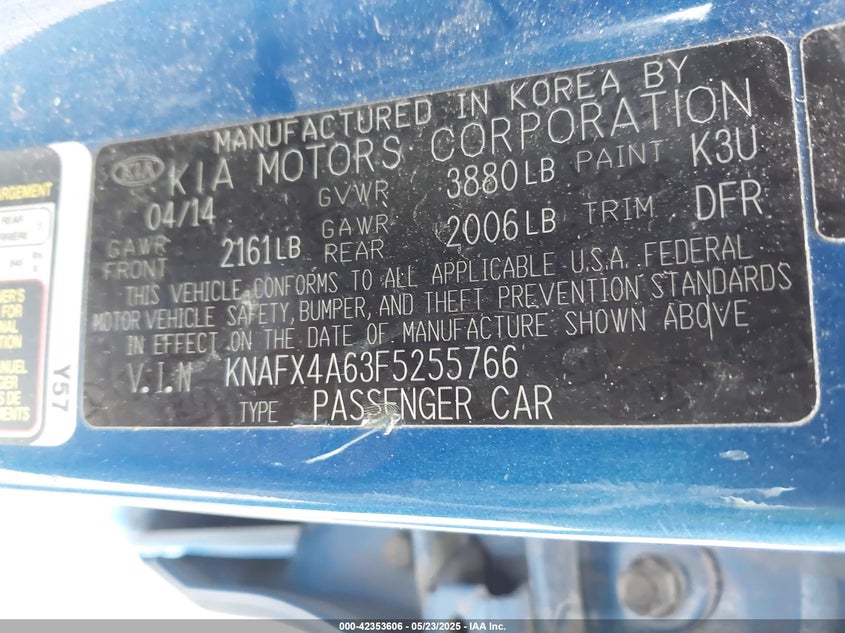 MANUFACTURED IN KOREA BY
KIA KIA MOTORS CORPORATION
04/14 GVWR 3880LB PAINT K3U
GAWR FRONT 2161LB GAWR REAR 2006LB TRIM DFR
THIS VEHICLE CONFORMS TO ALL APPLICABLE U.S.A. FEDERAL
MOTOR VEHICLE SAFETY, BUMPER, AND THEFT PREVENTION STANDARDS
IN EFFECT ON THE DATE OF MANUFACTURE SHOWN ABOVE
V.I.N KNAFX4A63F5255766
TYPE PASSENGER CAR
ARGEMENT
REAR
Y57
000-42353606 - 05/23/2025 - IAA Inc.